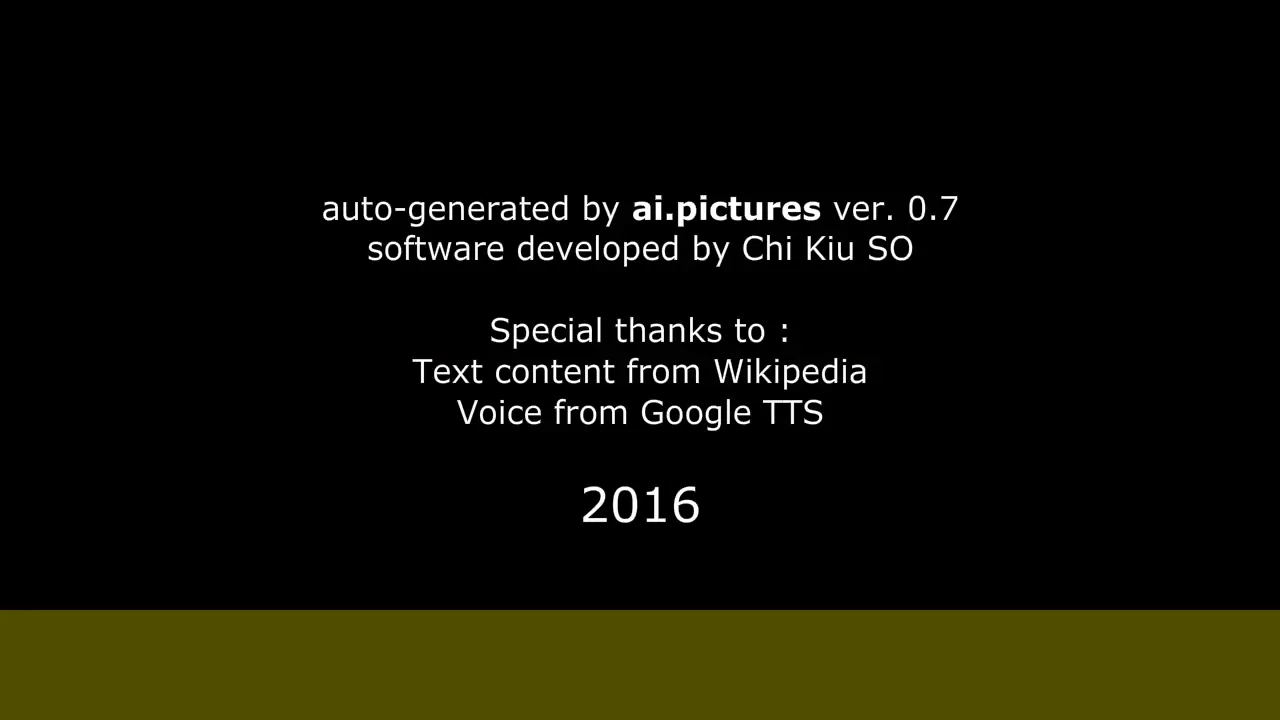 auto-generated by ai.pictures ver. 0.7
software developed by Chi Kiu SO
Special thanks to :
Text content from Wikipedia
Voice from Google TTS
2016